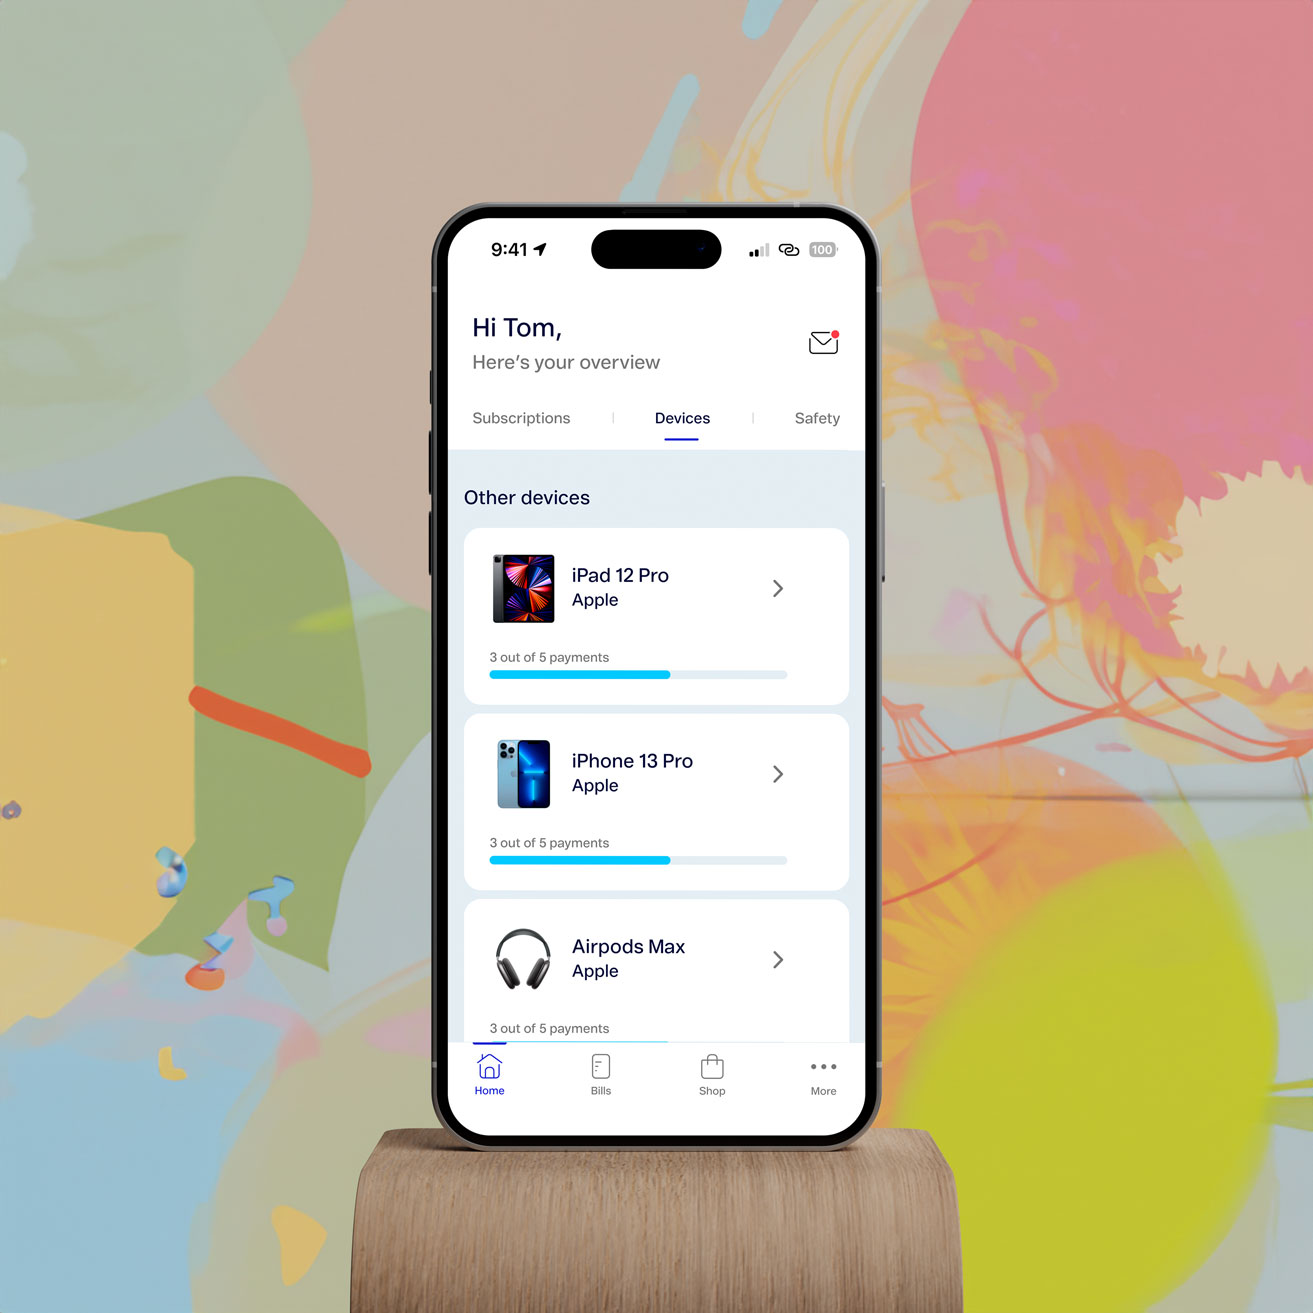 9:41
100
Hi Tom,
Here's your overview
Subscriptions
Devices
Safety
Other devices
iPad 12 Pro
Apple
3 out of 5 payments
iPhone 13 Pro
Apple
3 out of 5 payments
Airpods Max
Apple
3 out of 5 payments
Home
Bills
Shop
More